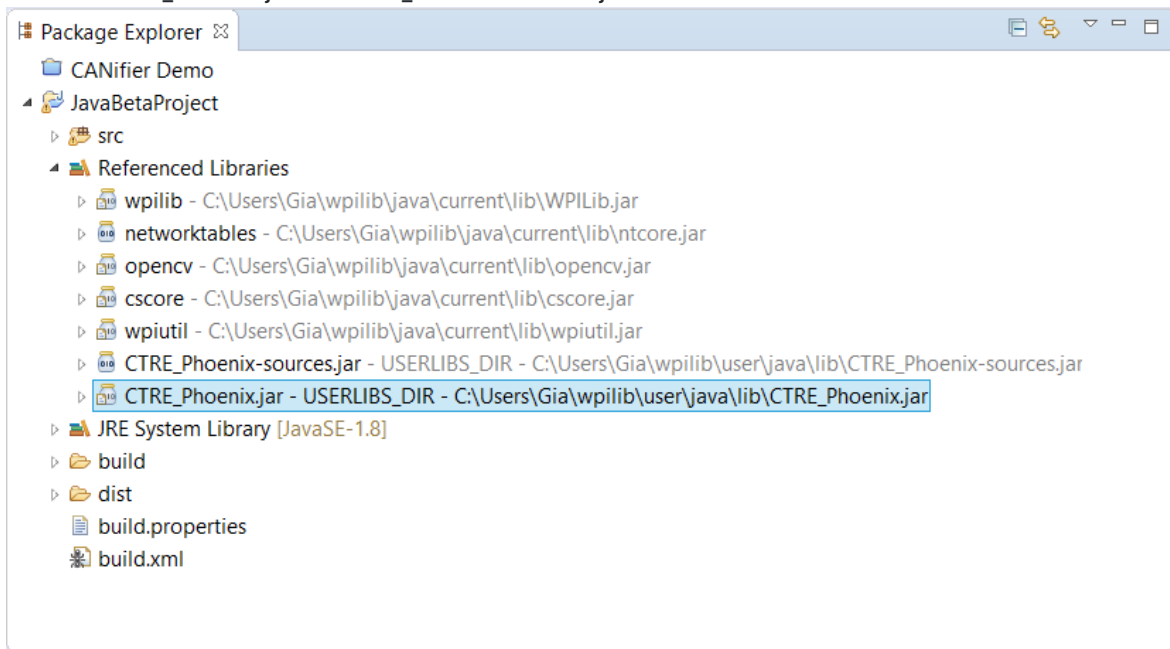 Package Explorer
CANifier Demo
JavaBetaProject
src
Referenced Libraries
wpilib - C:\Users\Gia\wpilib\java\current\lib\WPILib.jar
networktables - C:\Users\Gia\wpilib\java\current\lib\ntcore.jar
opencv - C:\Users\Gia\wpilib\java\current\lib\opencv.jar
cscore - C:\Users\Gia\wpilib\java\current\lib\cscore.jar
wpiutil - C:\Users\Gia\wpilib\java\current\lib\wpiutil.jar
CTRE_Phoenix-sources.jar - USERLIBS_DIR - C:\Users\Gia\wpilib\user\java\lib\CTRE_Phoenix-sources.jar
CTRE_Phoenix.jar - USERLIBS_DIR - C:\Users\Gia\wpilib\user\java\lib\CTRE_Phoenix.jar
JRE System Library [JavaSE-1.8]
build
dist
build.properties
build.xml